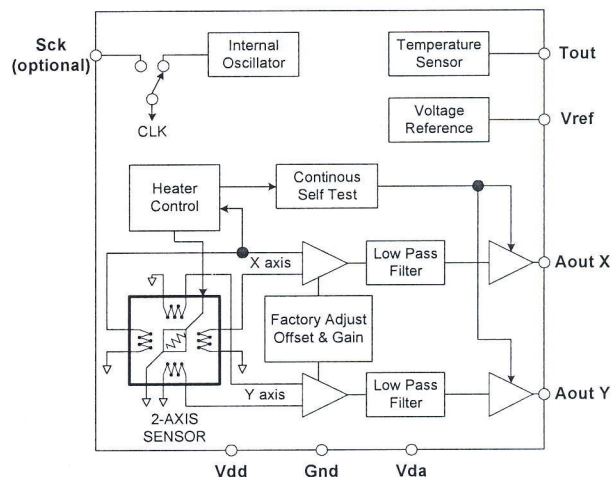 Sck
(optional)
Internal
Oscillator
CLK
Temperature
Sensor
Tout
Voltage
Reference
Vref
Heater
Control
Continous
Self Test
X axis
Low Pass
Filter
Aout X
Factory Adjust
Offset & Gain
Y axis
Low Pass
Filter
Aout Y
2-AXIS
SENSOR
Vdd
Gnd
Vda